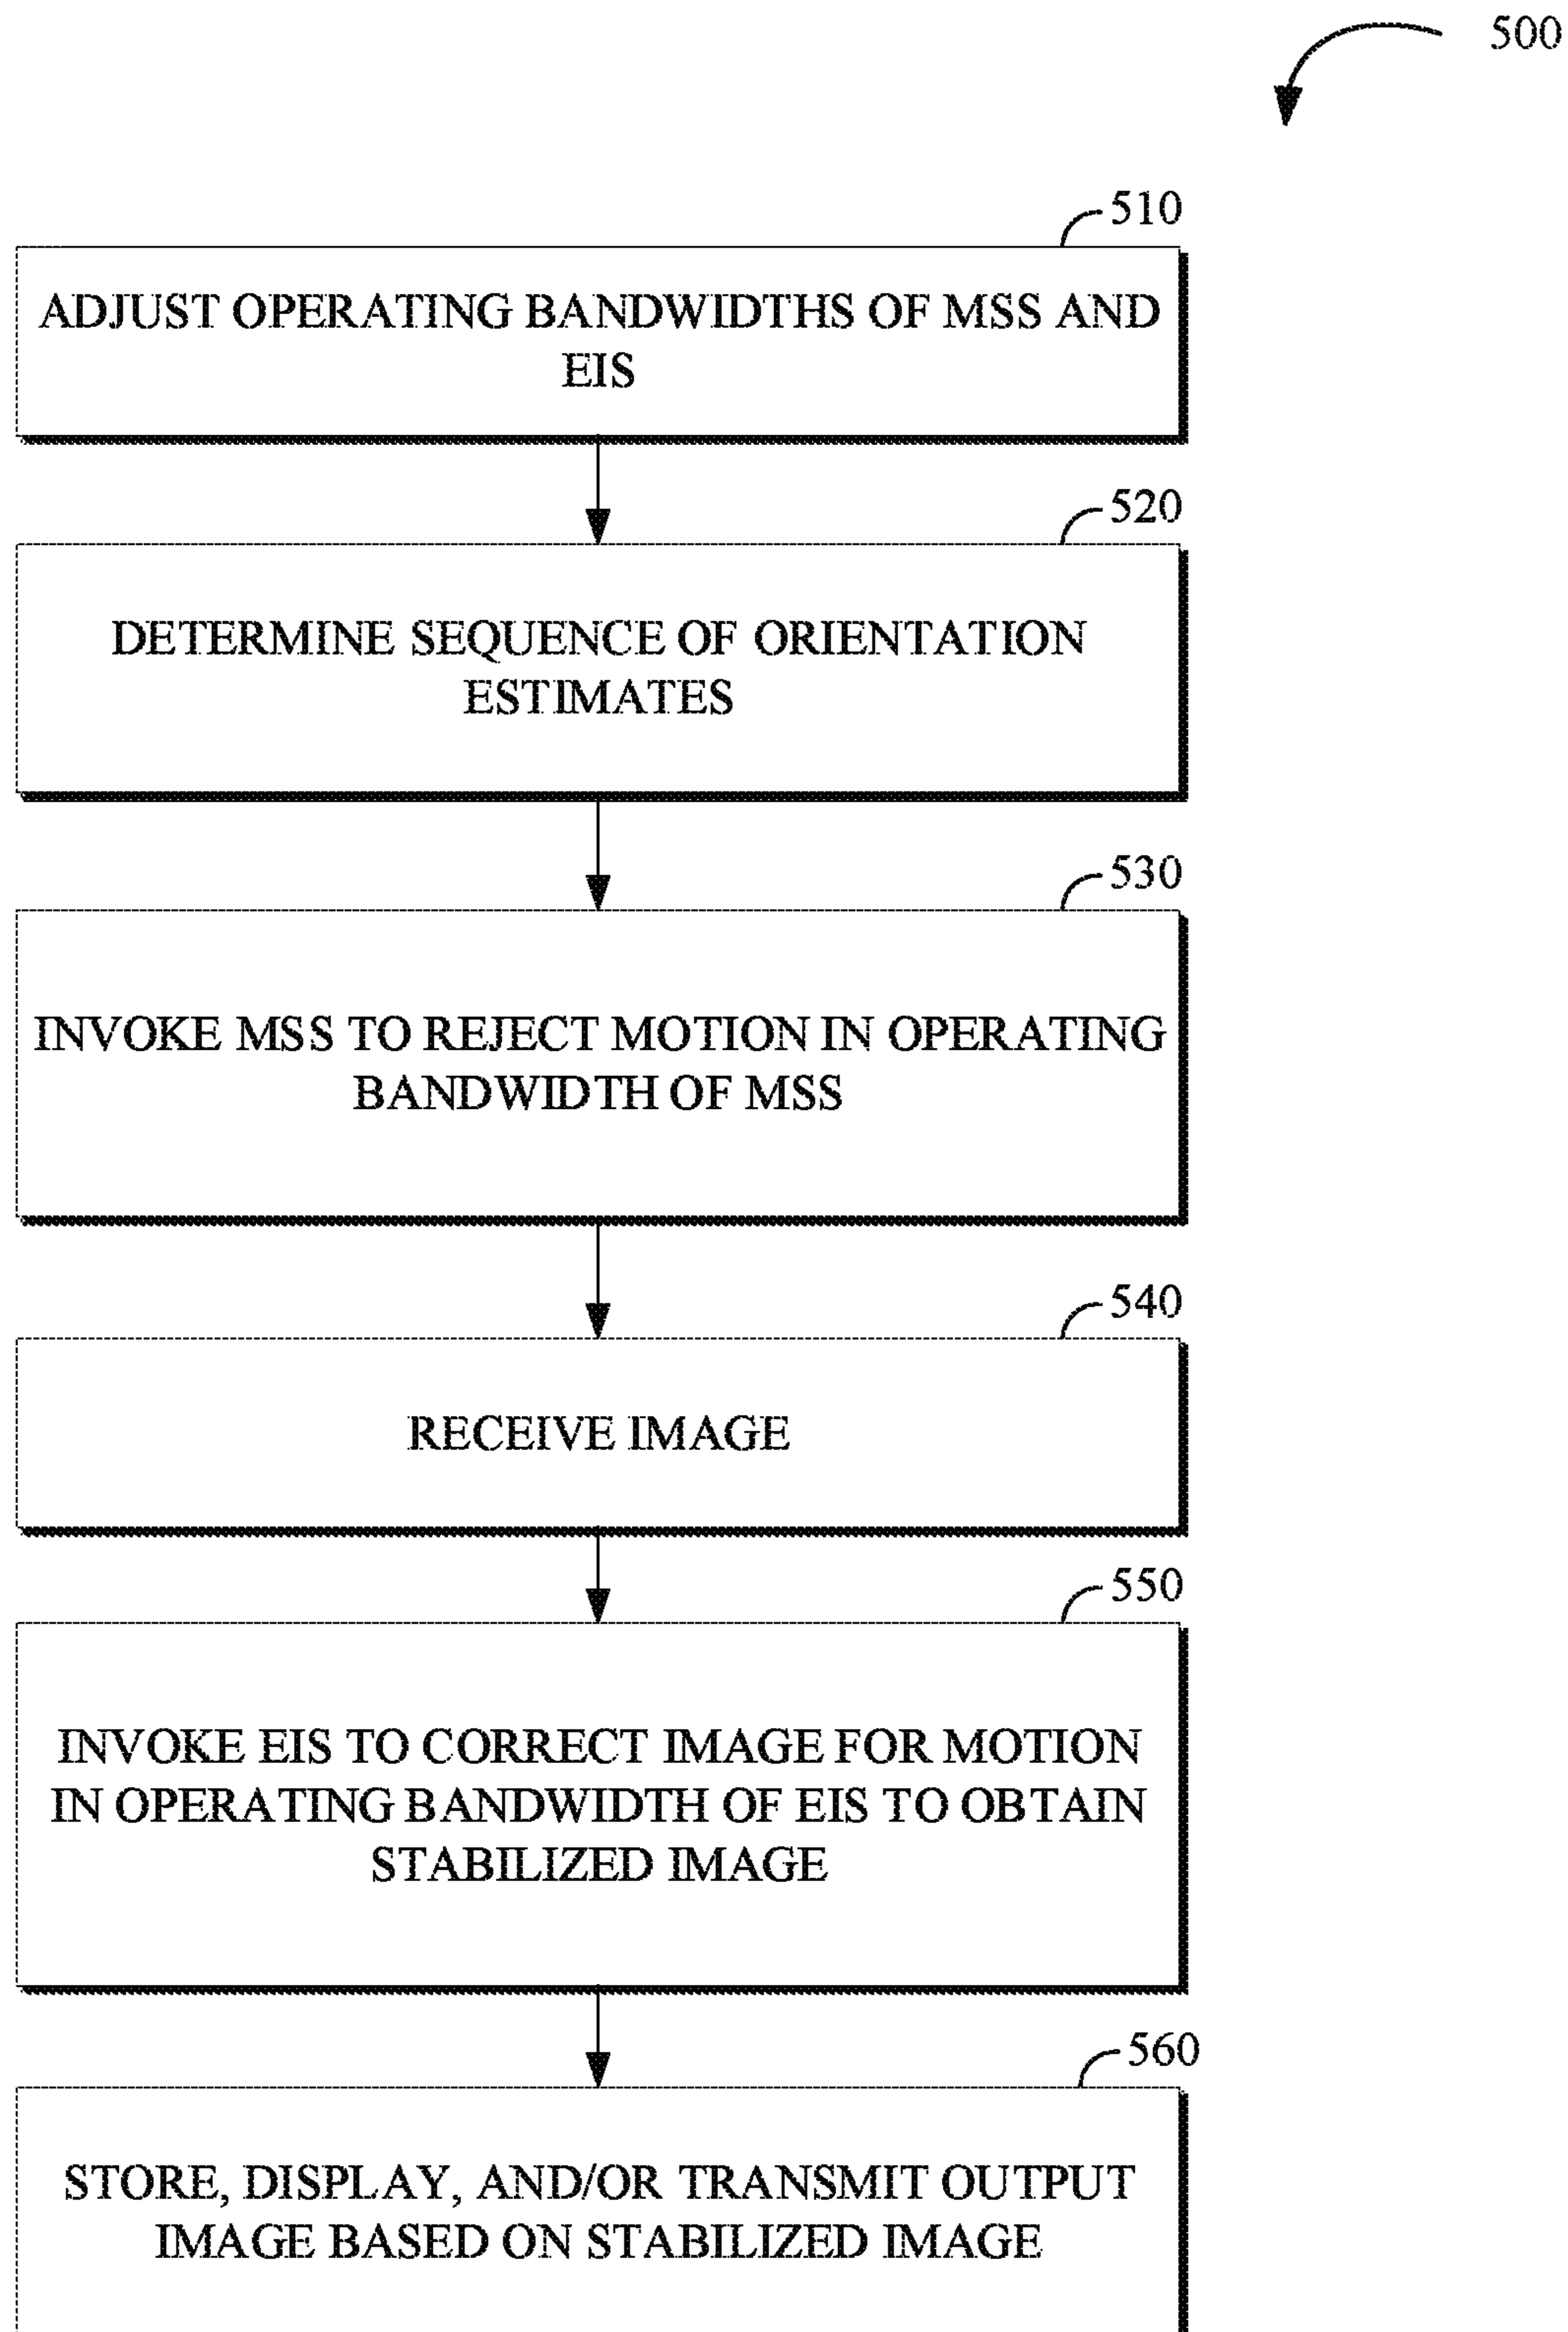 500
510
ADJUST OPERATING BANDWIDTHS OF MSS AND
EIS
520
DETERMINE SEQUENCE OF ORIENTATION
ESTIMATES
530
INVOKE MSS TO REJECT MOTION IN OPERATING
BANDWIDTH OF MSS
540
RECEIVE IMAGE
550
INVOKE EIS TO CORRECT IMAGE FOR MOTION
IN OPERATING BANDWIDTH OF EIS TO OBTAIN
STABILIZED IMAGE
560
STORE, DISPLAY, AND/OR TRANSMIT OUTPUT
IMAGE BASED ON STABILIZED IMAGE